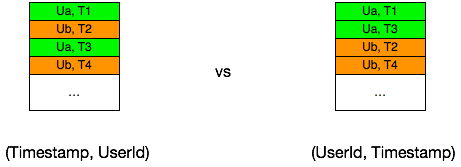 Ua, T1
Ub, T2
Ua, T3
Ub, T4
...
vs
Ua, T1
Ua, T3
Ub, T2
Ub, T4
...
(Timestamp, UserId)
(UserId, Timestamp)